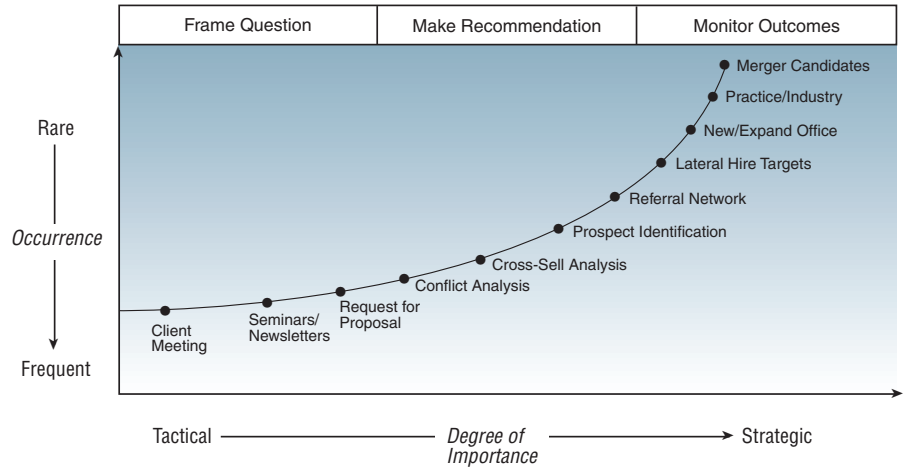 Frame Question
Make Recommendation
Monitor Outcomes
Merger Candidates
Practice/Industry
Rare
New/Expand Office
Lateral Hire Targets
Referral Network
Occurrence
Prospect Identification
Cross-Sell Analysis
Conflict Analysis
Request for
Proposal
Seminars/
Newsletters
Client
Meeting
Frequent
Tactical
Degree of
Importance
Strategic